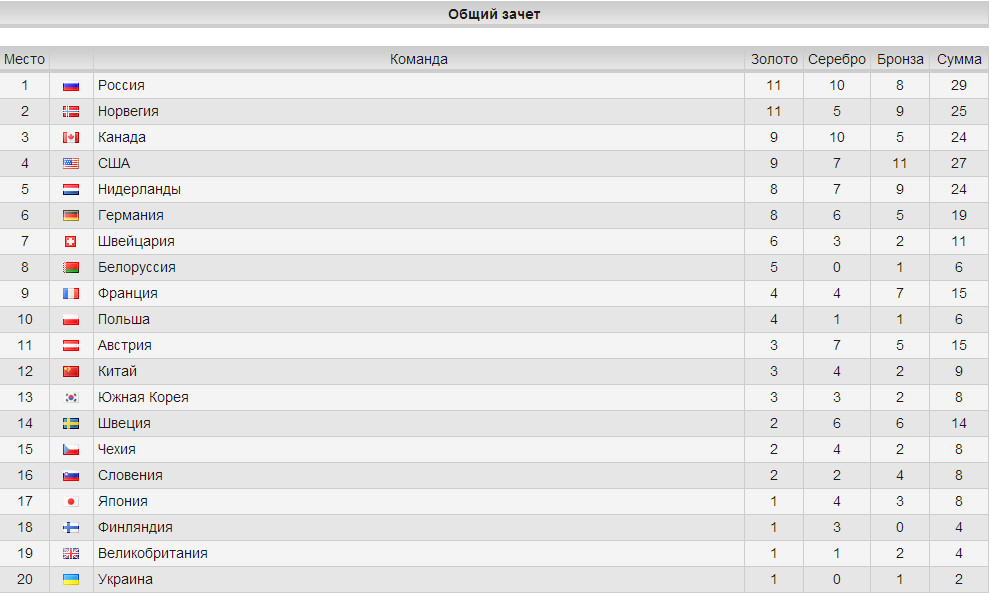 Общий зачет
Место Команда Золото Серебро Бронза Сумма
1 Россия 11 10 8 29
2 Норвегия 11 5 9 25
3 Канада 9 10 5 24
4 США 9 7 11 27
5 Нидерланды 8 7 9 24
6 Германия 8 6 5 19
7 Швейцария 6 3 2 11
8 Белоруссия 5 0 1 6
9 Франция 4 4 7 15
10 Польша 4 1 1 6
11 Австрия 3 7 5 15
12 Китай 3 4 2 9
13 Южная Корея 3 3 2 8
14 Швеция 2 6 6 14
15 Чехия 2 4 2 8
16 Словения 2 2 4 8
17 Япония 1 4 3 8
18 Финляндия 1 3 0 4
19 Великобритания 1 1 2 4
20 Украина 1 0 1 2